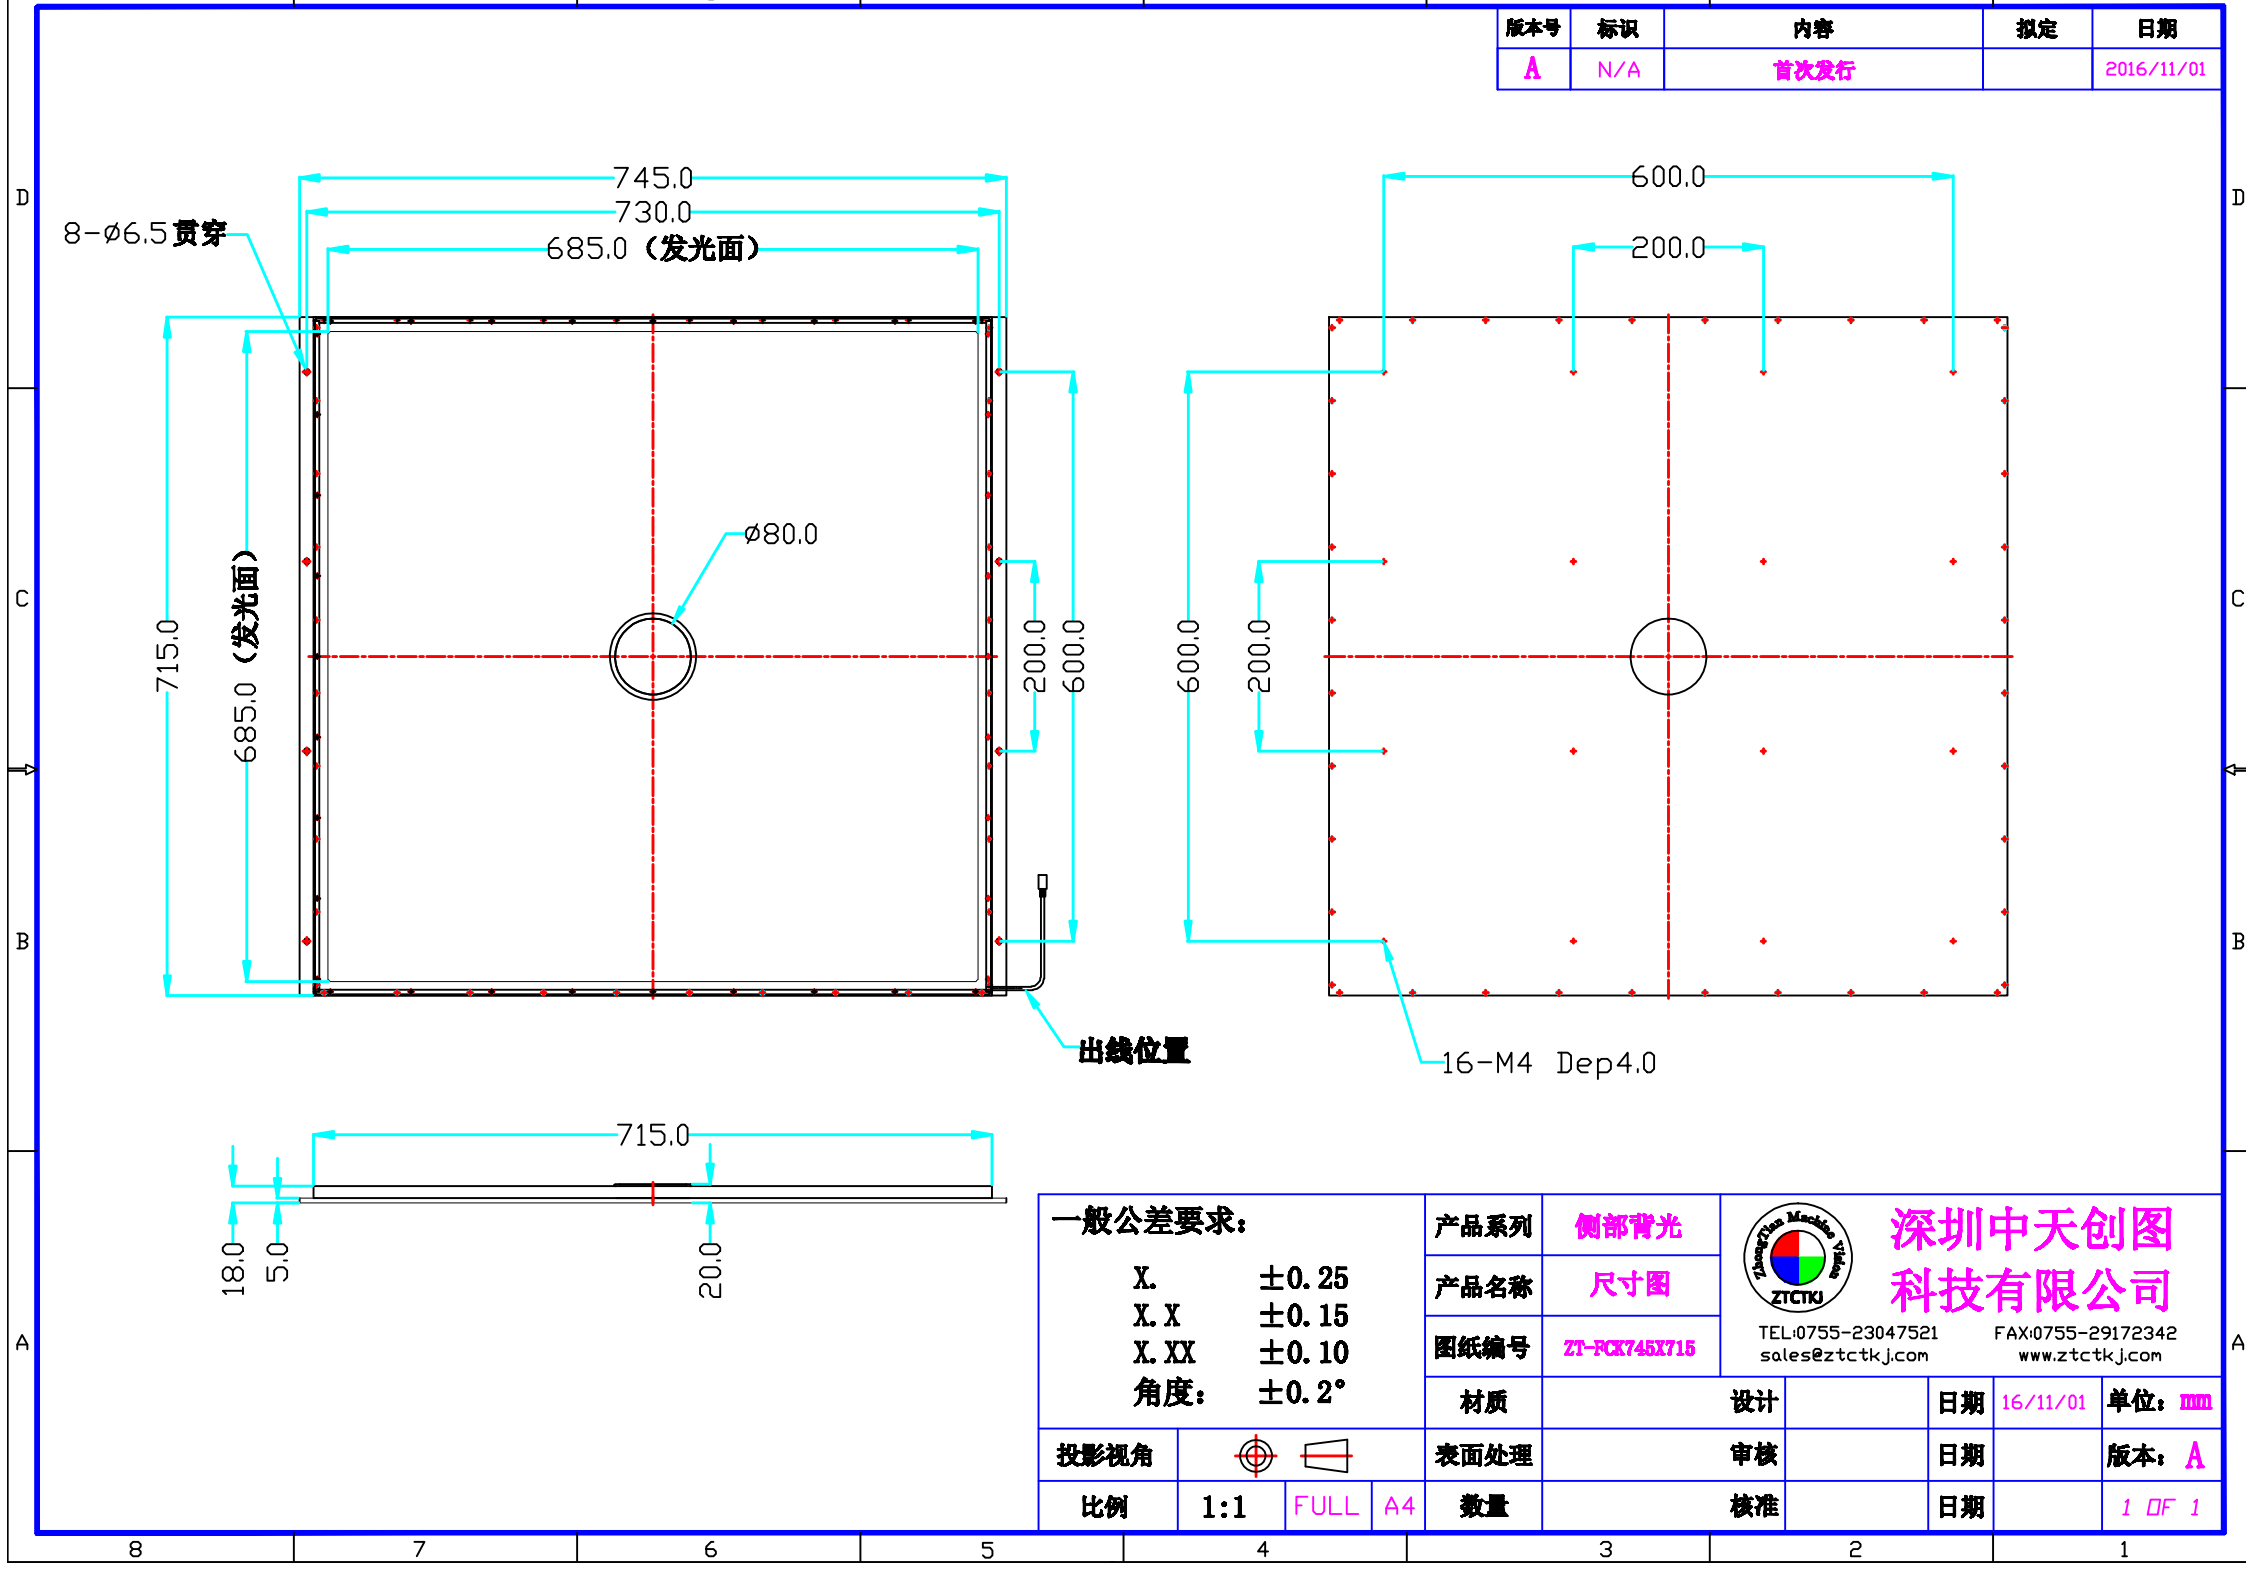 版本号 标识 内容 拟定 日期
A N/A 首次发行 2016/11/01
745.0
730.0
685.0（发光面）
8-ø6.5贯穿
600.0
200.0
ø80.0
715.0
685.0（发光面）
200.0
600.0
600.0
200.0
出线位置
16-M4 Dep4.0
715.0
18.0
5.0
20.0
一般公差要求：
X. ±0.25
X.X ±0.15
X.XX ±0.10
角度： ±0.2°
投影视角
比例 1:1 FULL A4
产品系列 侧部背光
产品名称 尺寸图
图纸编号 ZT-FCX745X715
ZhongTian Machine Vision
ZTCTKJ
深圳中天创图
科技有限公司
TEL:0755-23047521 FAX:0755-29172342
sales@ztctkj.com www.ztctkj.com
材质 设计 日期 16/11/01 单位：mm
表面处理 审核 日期 版本：A
数量 核准 日期 1 OF 1
D
C
B
A
D
C
B
A
8 7 6 5 4 3 2 1